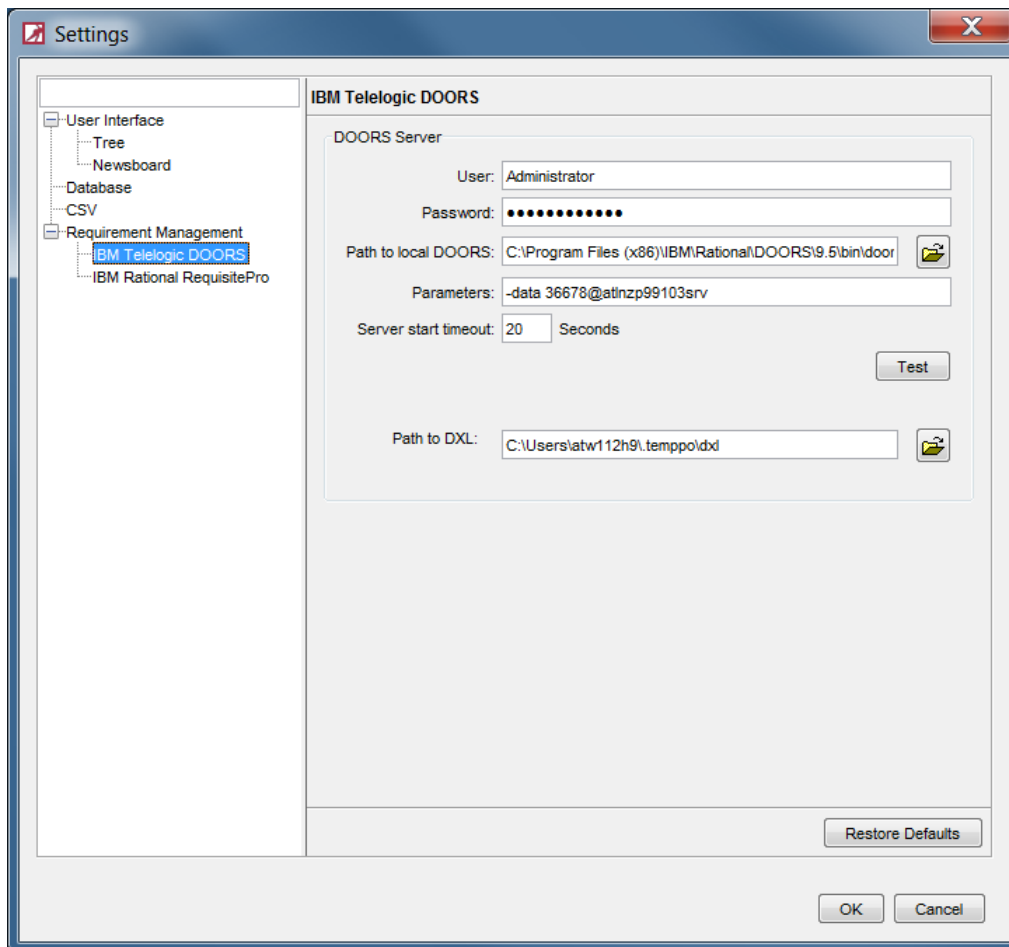 Settings
IBM Telelogic DOORS
User Interface
Tree
Newsboard
Database
CSV
Requirement Management
IBM Telelogic DOORS
IBM Rational RequisitePro
DOORS Server
User: Administrator
Password: ●●●●●●●●●●●●
Path to local DOORS: C:\Program Files (x86)\IBM\Rational\DOORS\9.5\bin\door
Parameters: -data 36678@atlnzp99103srv
Server start timeout: 20 Seconds
Test
Path to DXL: C:\Users\atw112h9\.temppo\dxl
Restore Defaults
OK Cancel